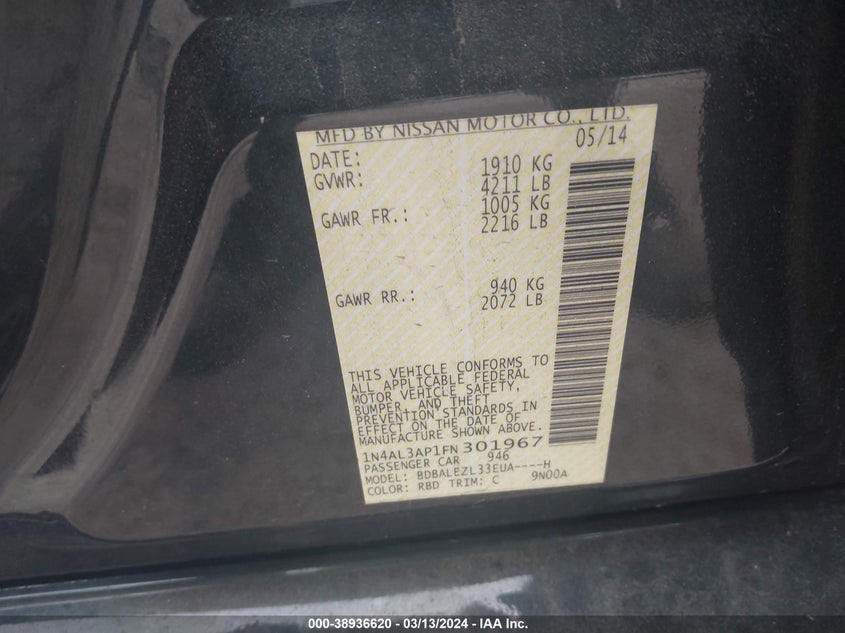 MFD BY NISSAN MOTOR CO., LTD.
DATE: 05/14
GVWR: 1910 KG
4211 LB
GAWR FR.: 1005 KG
2216 LB
GAWR RR.: 940 KG
2072 LB
THIS VEHICLE CONFORMS TO
ALL APPLICABLE FEDERAL
MOTOR VEHICLE SAFETY,
BUMPER, AND THEFT
PREVENTION STANDARDS IN
EFFECT ON THE DATE OF
MANUFACTURE SHOWN ABOVE.
1N4AL3AP1FN301967
PASSENGER CAR 946
MODEL: BDBALEZL33EUA----H
COLOR: RBD TRIM: C 9N00A
000-38936620 - 03/13/2024 - IAA Inc.